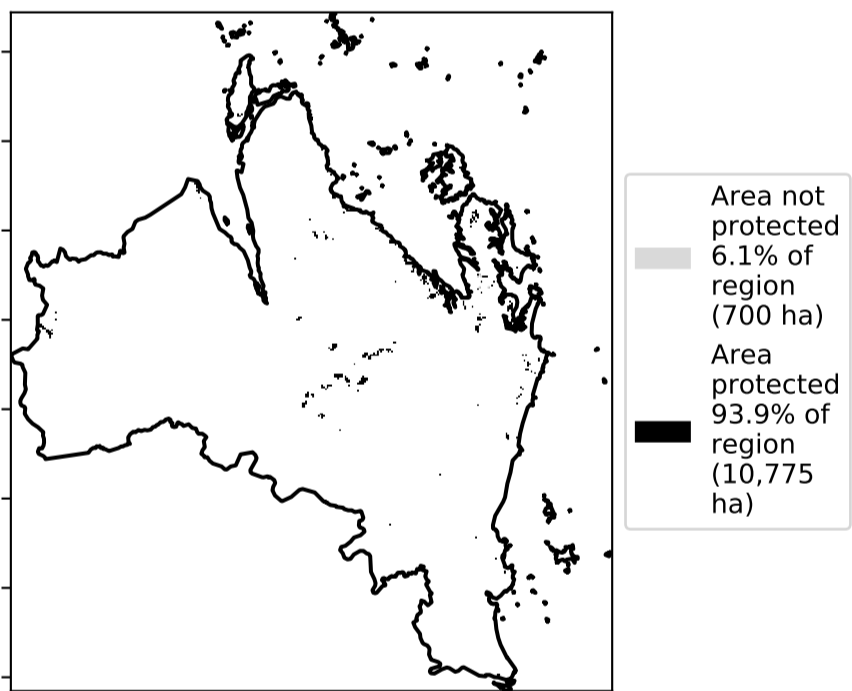 Area not
protected
6.1% of
region
(700 ha)
Area
protected
93.9% of
region
(10,775
ha)